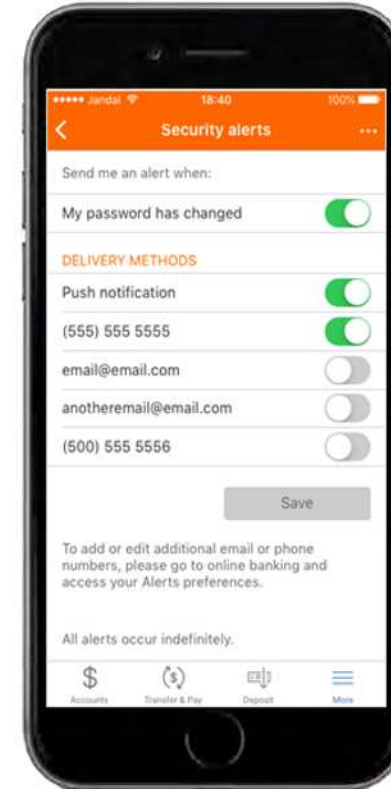 Jandal 18:40 100%
Security alerts
Send me an alert when:
My password has changed
DELIVERY METHODS
Push notification
(555) 555 5555
email@email.com
anotheremail@email.com
(500) 555 5556
Save
To add or edit additional email or phone
numbers, please go to online banking and
access your Alerts preferences.
All alerts occur indefinitely.
Accounts Transfer & Pay Deposit More